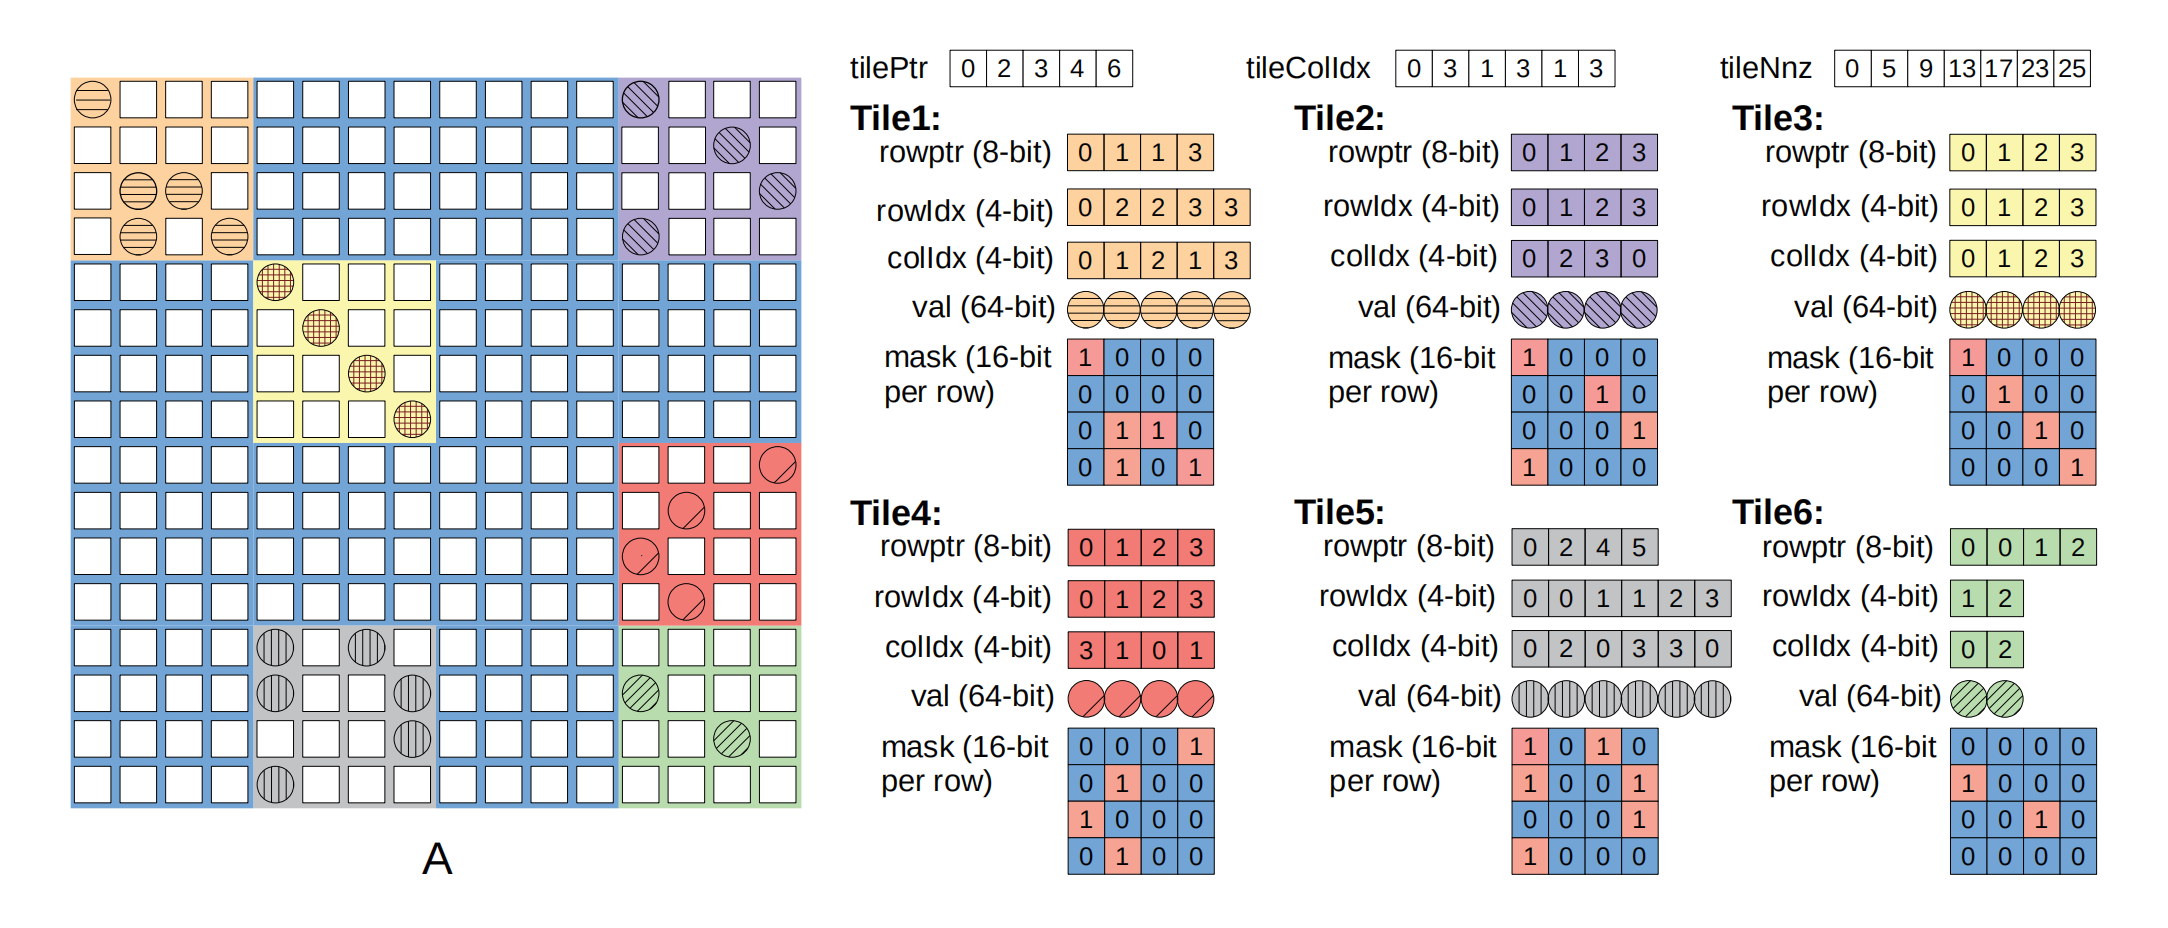 tilePtr 0 2 3 4 6
tileColIdx 0 3 1 3 1 3
tileNnz 0 5 9 13 17 23 25
Tile1:
rowptr (8-bit) 0 1 1 3
rowIdx (4-bit) 0 2 2 3 3
colIdx (4-bit) 0 1 2 1 3
val (64-bit)
mask (16-bit
per row)
1 0 0 0
0 0 0 0
0 1 1 0
0 1 0 1
Tile2:
rowptr (8-bit) 0 1 2 3
rowIdx (4-bit) 0 1 2 3
colIdx (4-bit) 0 2 3 0
val (64-bit)
mask (16-bit
per row)
1 0 0 0
0 0 1 0
0 0 0 1
1 0 0 0
Tile3:
rowptr (8-bit) 0 1 2 3
rowIdx (4-bit) 0 1 2 3
colIdx (4-bit) 0 1 2 3
val (64-bit)
mask (16-bit
per row)
1 0 0 0
0 1 0 0
0 0 1 0
0 0 0 1
Tile4:
rowptr (8-bit) 0 1 2 3
rowIdx (4-bit) 0 1 2 3
colIdx (4-bit) 3 1 0 1
val (64-bit)
mask (16-bit
per row)
0 0 0 1
0 1 0 0
1 0 0 0
0 1 0 0
Tile5:
rowptr (8-bit) 0 2 4 5
rowIdx (4-bit) 0 0 1 1 2 3
colIdx (4-bit) 0 2 0 3 3 0
val (64-bit)
mask (16-bit
per row)
1 0 1 0
1 0 0 1
0 0 0 1
1 0 0 0
Tile6:
rowptr (8-bit) 0 0 1 2
rowIdx (4-bit) 1 2
colIdx (4-bit) 0 2
val (64-bit)
mask (16-bit
per row)
0 0 0 0
1 0 0 0
0 0 1 0
0 0 0 0
A